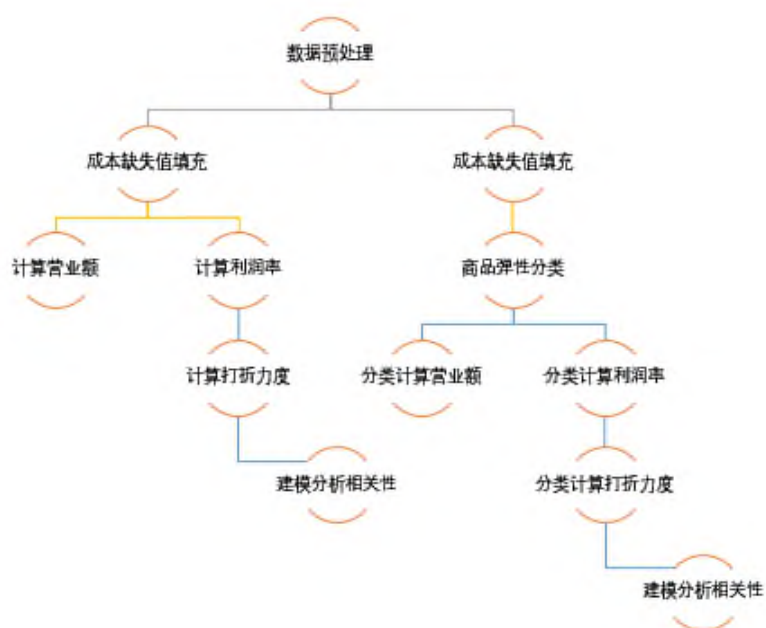 数据预处理
成本缺失值填充
成本缺失值填充
计算营业额
计算利润率
商品弹性分类
计算打折力度
分类计算营业额
分类计算利润率
建模分析相关性
分类计算打折力度
建模分析相关性